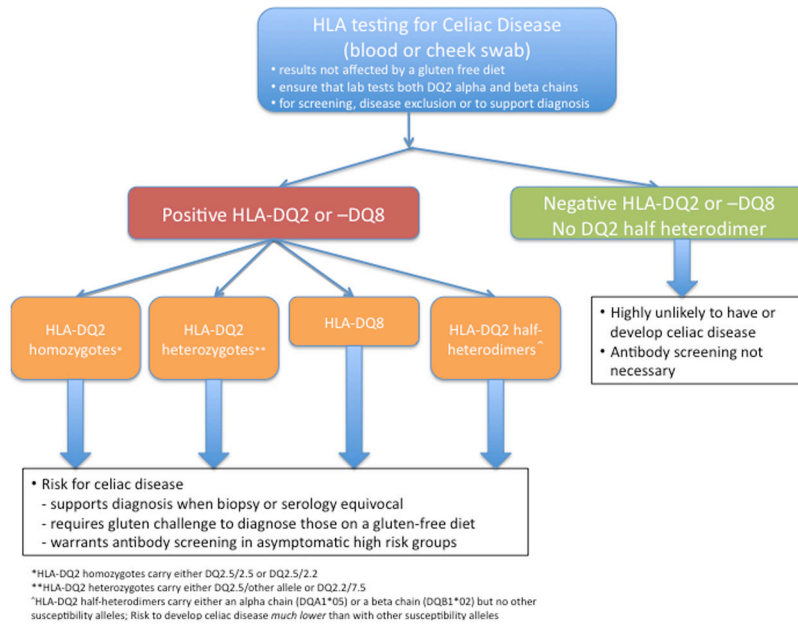 HLA testing for Celiac Disease
(blood or cheek swab)
• results not affected by a gluten free diet
• ensure that lab tests both DQ2 alpha and beta chains
• for screening, disease exclusion or to support diagnosis
Positive HLA-DQ2 or –DQ8
Negative HLA-DQ2 or –DQ8
No DQ2 half heterodimer
HLA-DQ2
homozygotes*
HLA-DQ2
heterozygotes**
HLA-DQ8
HLA-DQ2 half-
heterodimers^
• Highly unlikely to have or
develop celiac disease
• Antibody screening not
necessary
• Risk for celiac disease
- supports diagnosis when biopsy or serology equivocal
- requires gluten challenge to diagnose those on a gluten-free diet
- warrants antibody screening in asymptomatic high risk groups
*HLA-DQ2 homozygotes carry either DQ2.5/2.5 or DQ2.5/2.2
**HLA-DQ2 heterozygotes carry either DQ2.5/other allele or DQ2.2/7.5
^HLA-DQ2 half-heterodimers carry either an alpha chain (DQA1*05) or a beta chain (DQB1*02) but no other
susceptibility alleles; Risk to develop celiac disease much lower than with other susceptibility alleles